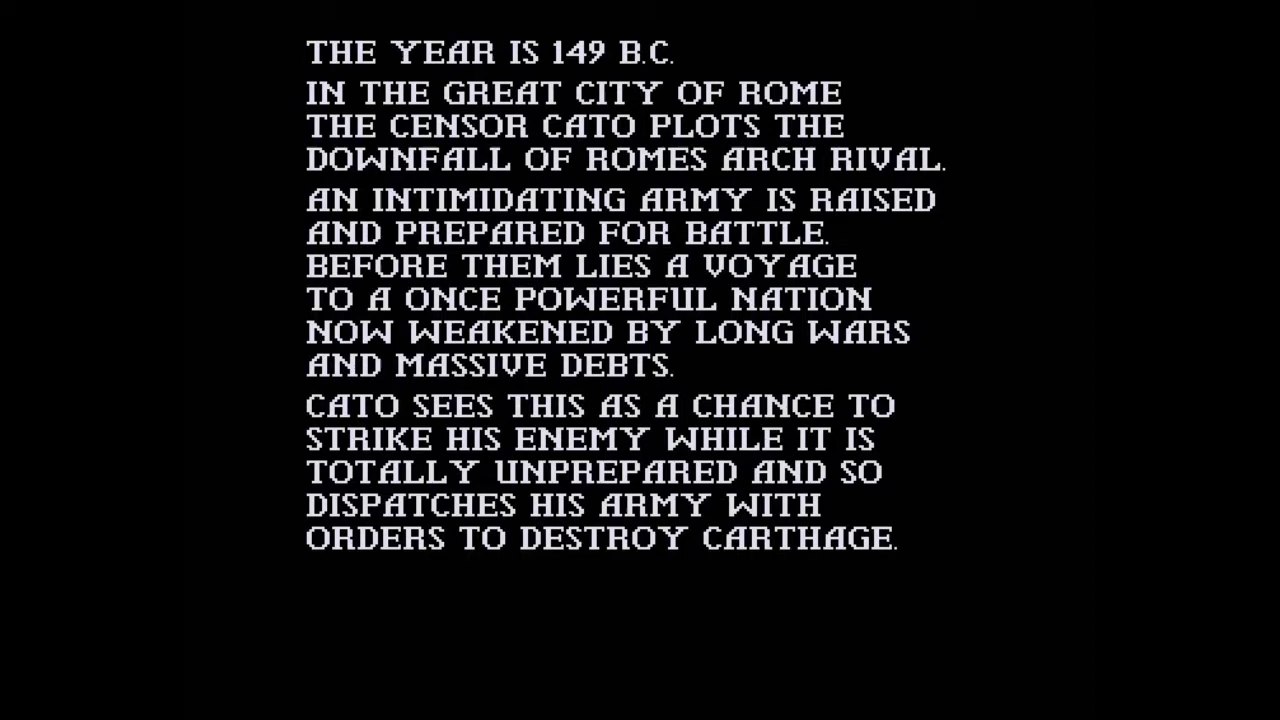 THE YEAR IS 149 B.C.
IN THE GREAT CITY OF ROME
THE CENSOR CATO PLOTS THE
DOWNFALL OF ROMES ARCH RIVAL.
AN INTIMIDATING ARMY IS RAISED
AND PREPARED FOR BATTLE.
BEFORE THEM LIES A VOYAGE
TO A ONCE POWERFUL NATION
NOW WEAKENED BY LONG WARS
AND MASSIVE DEBTS.
CATO SEES THIS AS A CHANCE TO
STRIKE HIS ENEMY WHILE IT IS
TOTALLY UNPREPARED AND SO
DISPATCHES HIS ARMY WITH
ORDERS TO DESTROY CARTHAGE.